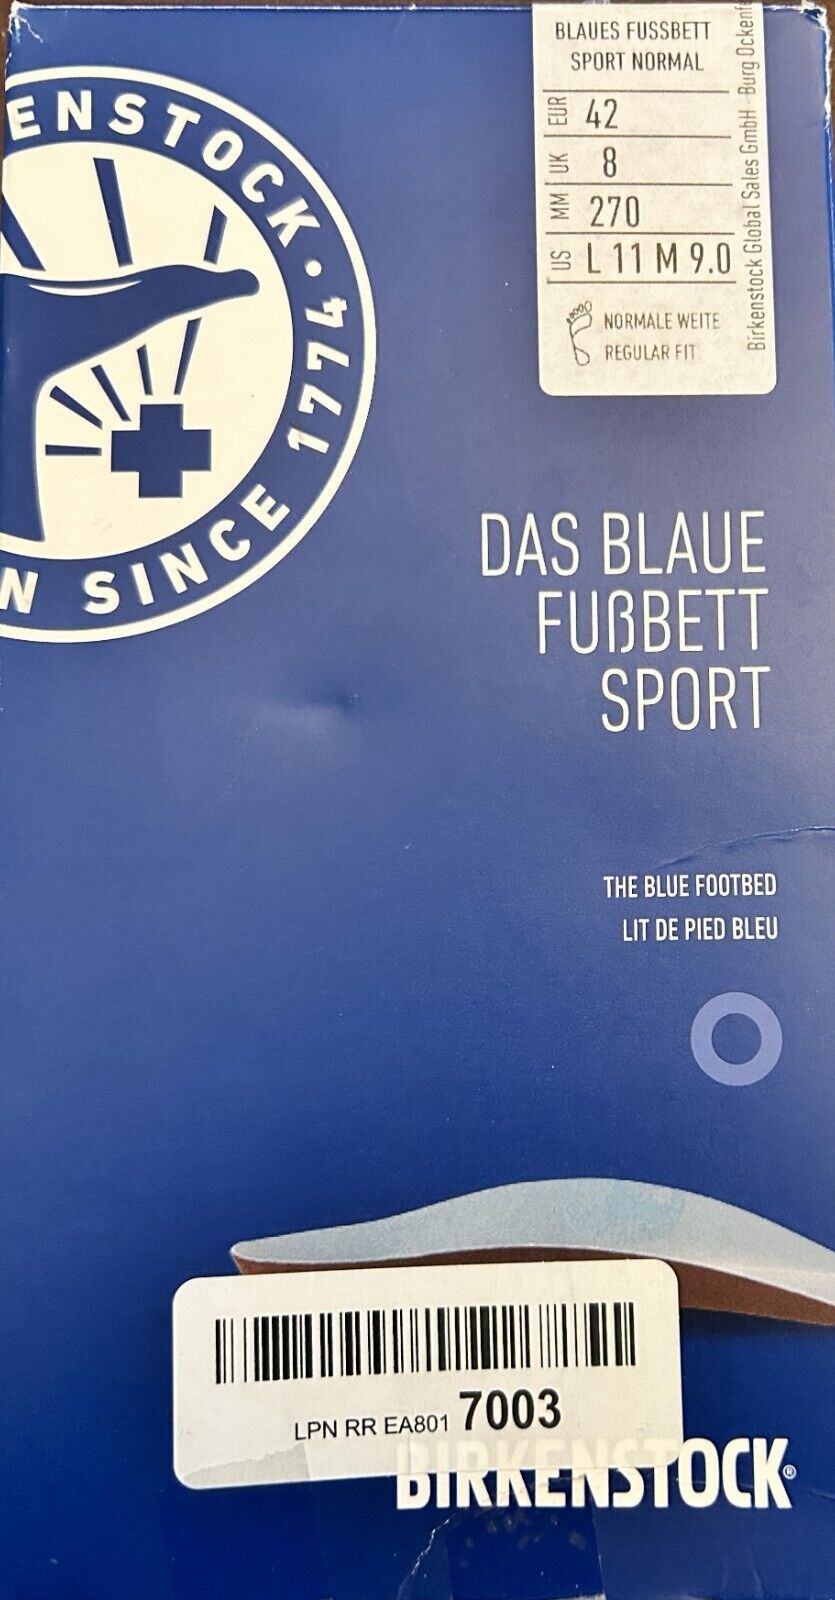 ENSTOCK · 1774
N SINCE
BLAUES FUSSBETT
SPORT NORMAL
EUR 42
UK 8
MM 270
US L 11 M 9.0
NORMALE WEITE
REGULAR FIT
Birkenstock Global Sales GmbH · Burg Ockenf
DAS BLAUE
FUßBETT
SPORT
THE BLUE FOOTBED
LIT DE PIED BLEU
LPN RR EA801 7003
BIRKENSTOCK®